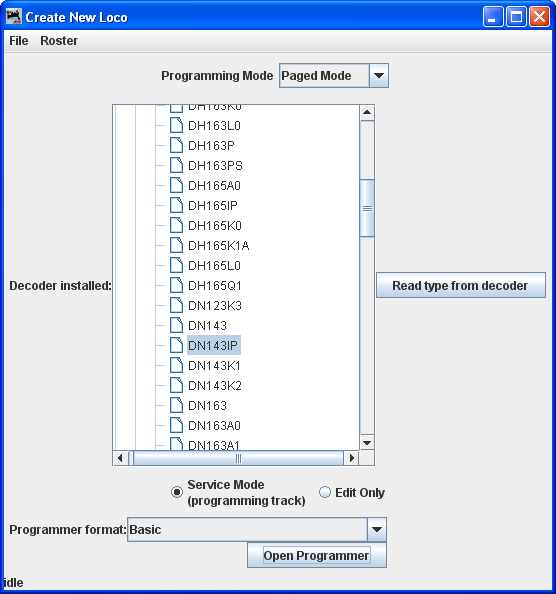 Create New Loco
File Roster
Programming Mode Paged Mode
DH163K0
DH163L0
DH163P
DH163PS
DH165A0
DH165IP
DH165K0
DH165K1A
DH165L0
Decoder installed: DH165Q1 Read type from decoder
DN123K3
DN143
DN143IP
DN143K1
DN143K2
DN163
DN163A0
DN163A1
Service Mode
(programming track) Edit Only
Programmer format: Basic
Open Programmer
idle